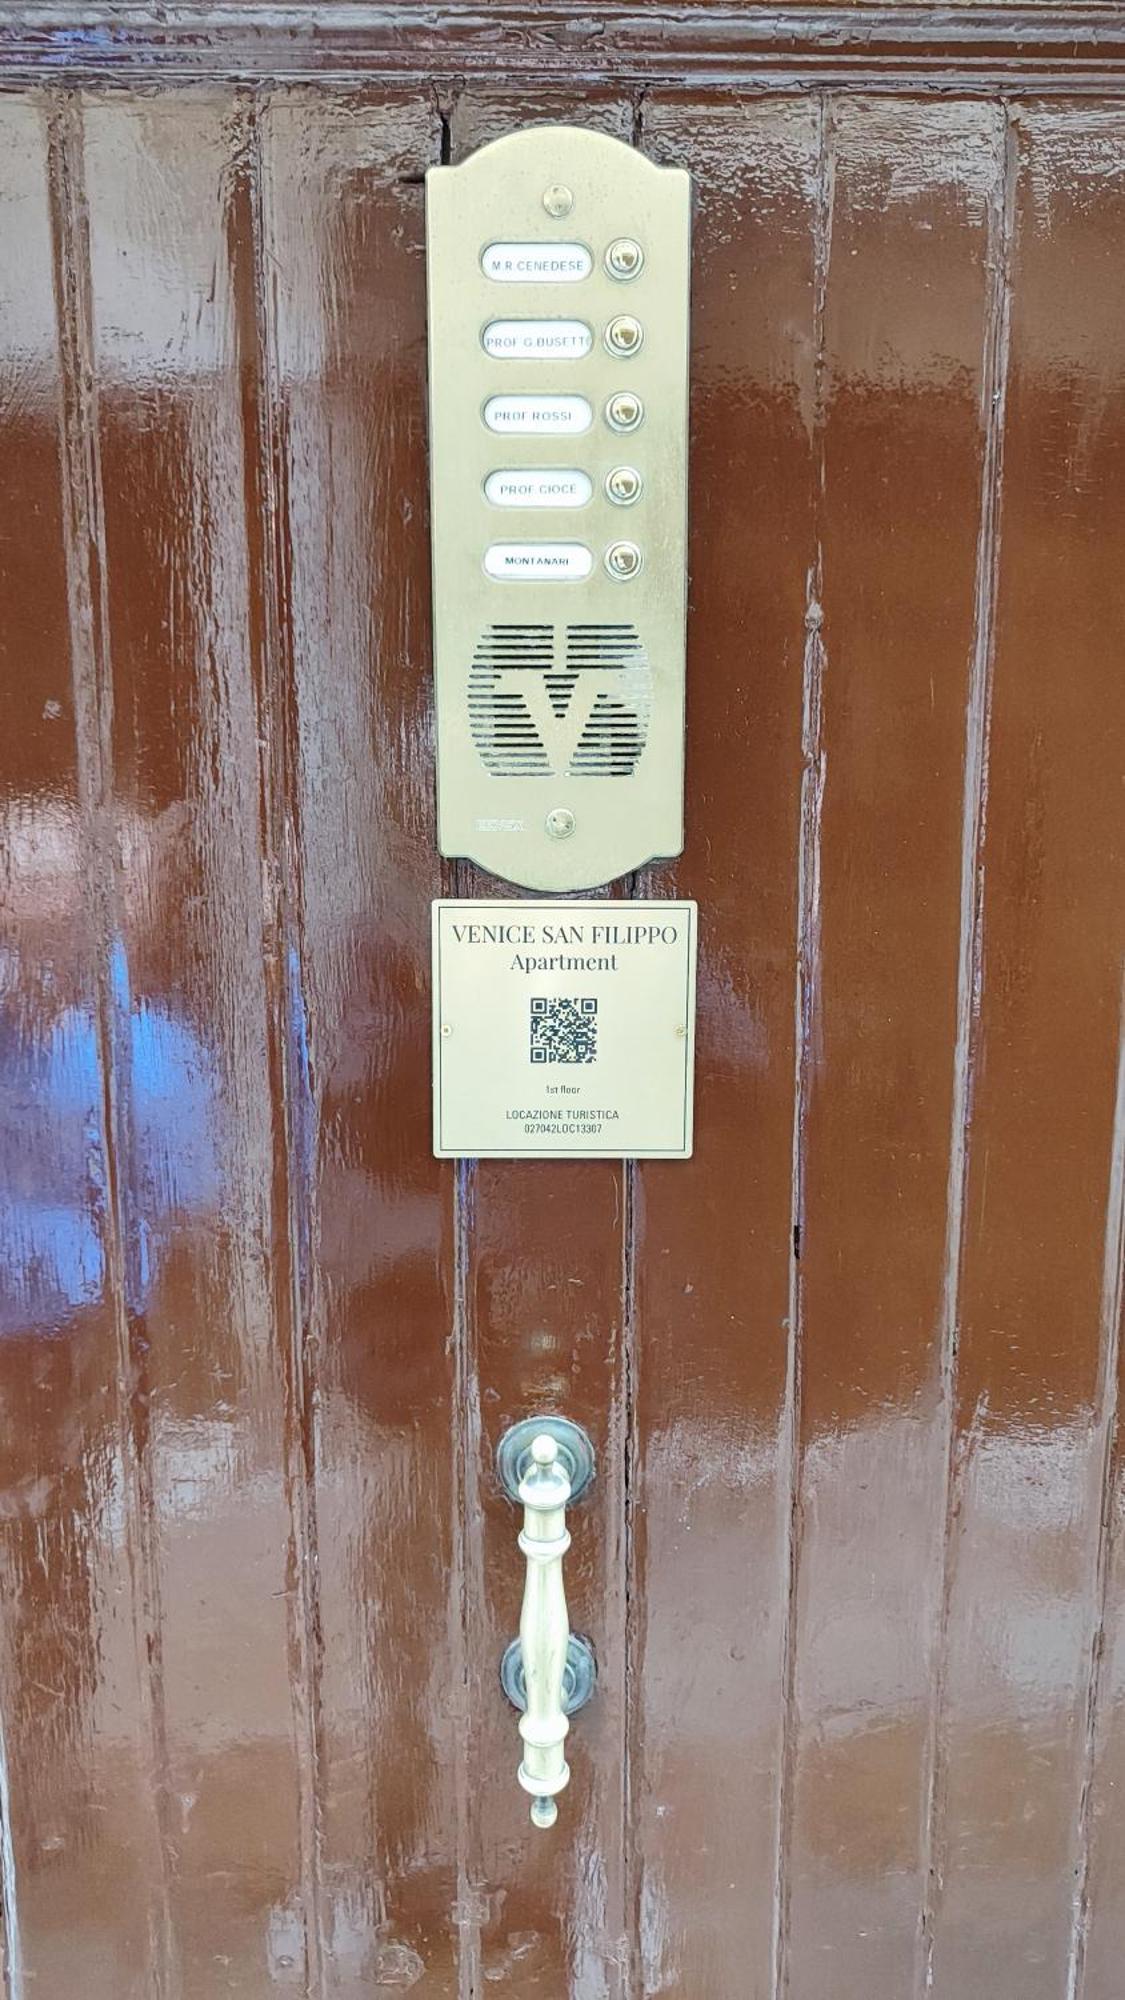 M.R.CENEDESE
PROF G.BUSETTO
PROF.ROSSI
PROF.CIOCE
MONTANARI
VENICE SAN FILIPPO
Apartment
1st floor
LOCAZIONE TURISTICA
027042LOC13307